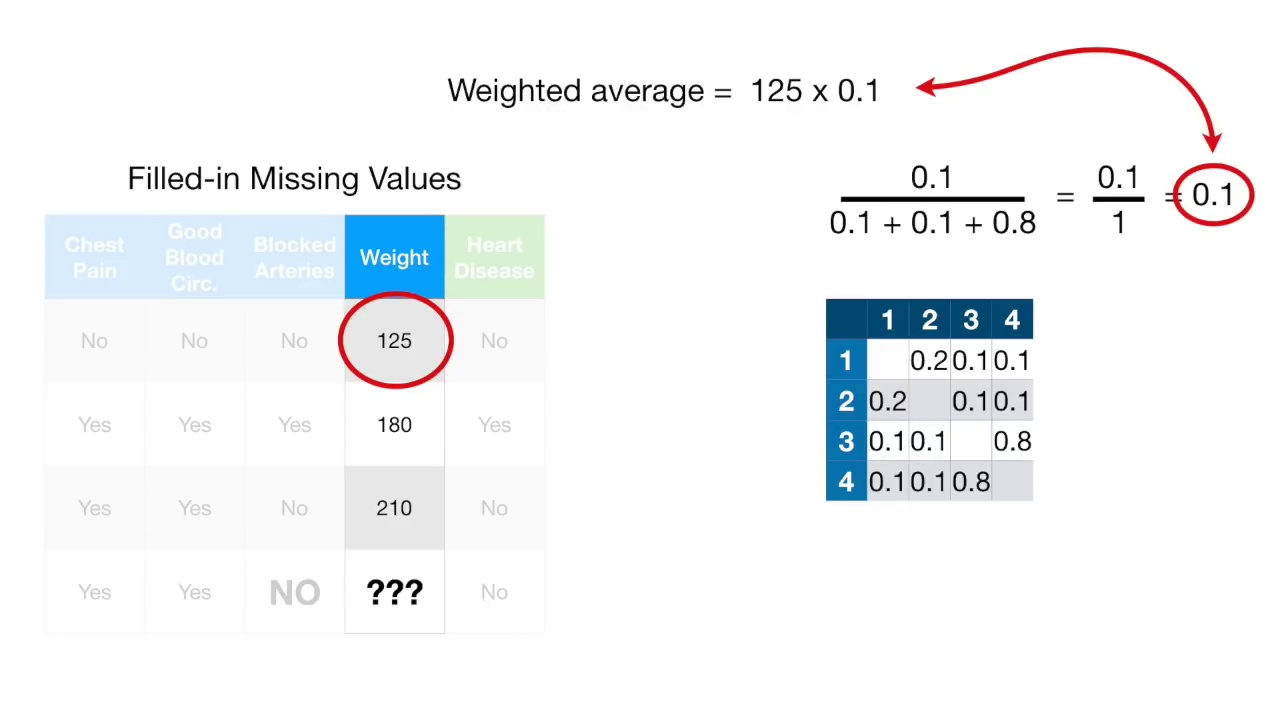 Weighted average = 125 x 0.1
0.1
0.1 + 0.1 + 0.8
=
0.1
1
= 0.1
Filled-in Missing Values
Chest Pain Good Blood Circ. Blocked Arteries Weight Heart Disease
No No No 125 No
Yes Yes Yes 180 Yes
Yes Yes No 210 No
Yes Yes NO ??? No
1 2 3 4
1 0.2 0.1 0.1
2 0.2 0.1 0.1
3 0.1 0.1 0.8
4 0.1 0.1 0.8